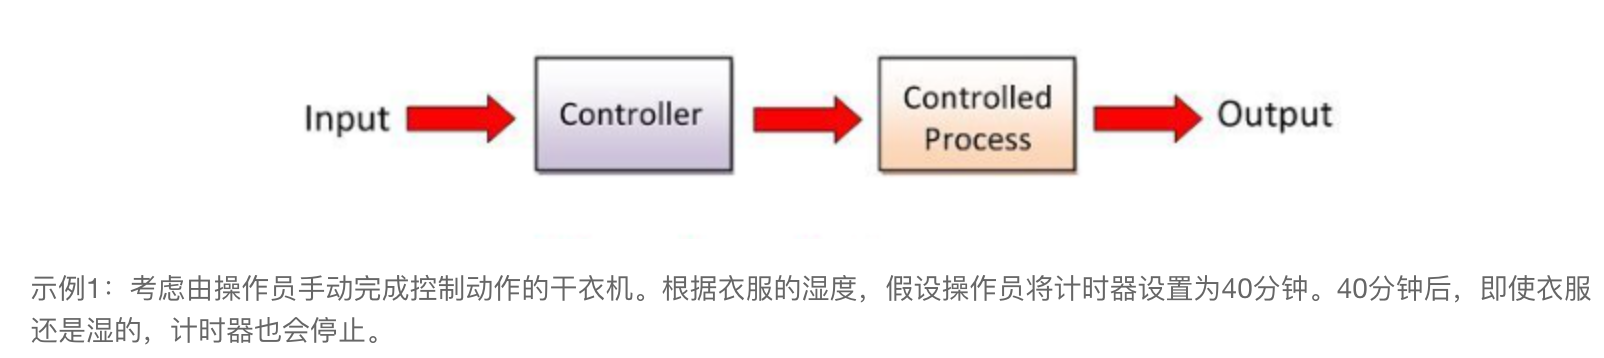 Input
Controller
Controlled
Process
Output
示例1：考虑由操作员手动完成控制动作的干衣机。根据衣服的湿度，假设操作员将计时器设置为40分钟。40分钟后，即使衣服
还是湿的，计时器也会停止。